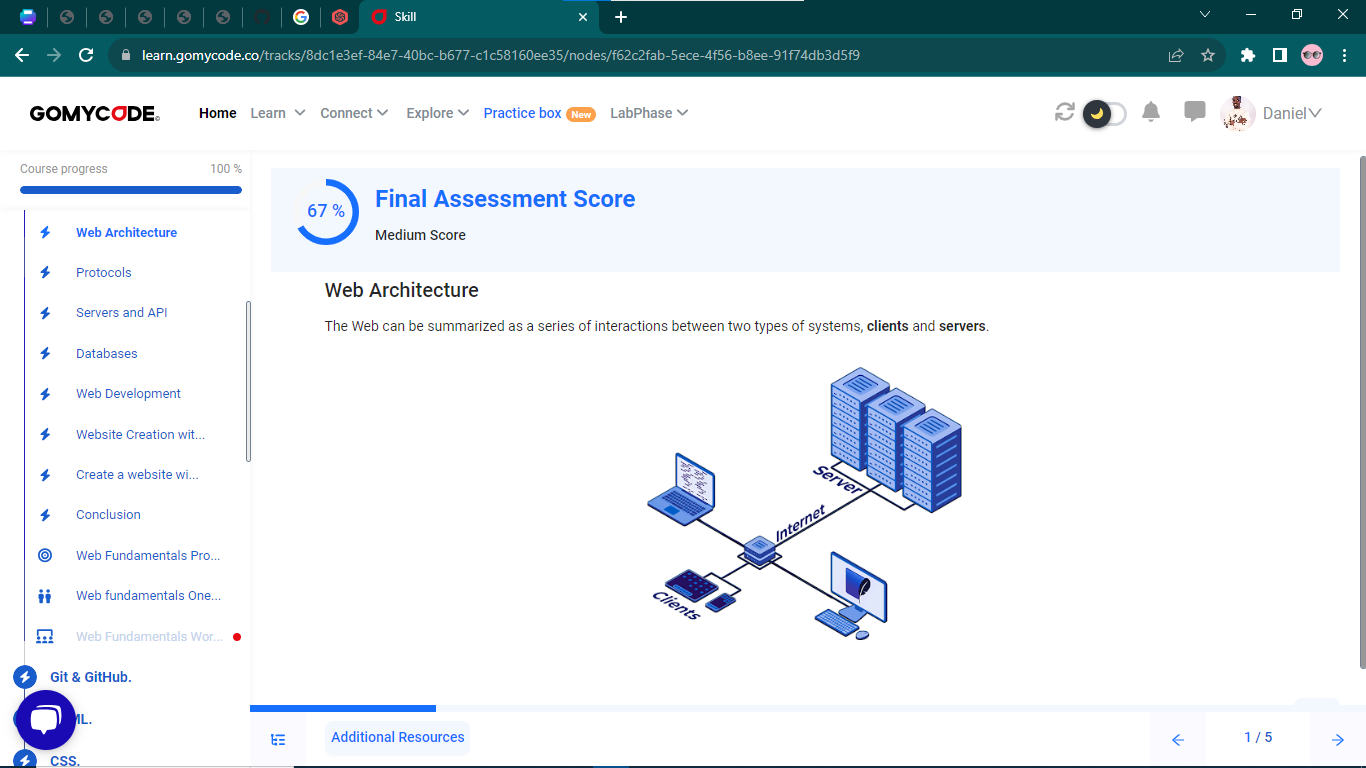 Skill
learn.gomycode.co/tracks/8dc1e3ef-84e7-40bc-b677-c1c58160ee35/nodes/f62c2fab-5ece-4f56-b8ee-91f74db3d5f9
GOMYCODE
Home Learn Connect Explore Practice box New LabPhase Daniel
Course progress 100 %
Web Architecture
Protocols
Servers and API
Databases
Web Development
Website Creation wit...
Create a website wi...
Conclusion
Web Fundamentals Pro...
Web fundamentals One...
Web Fundamentals Wor...
Git & GitHub.
ML.
CSS.
67 %
Final Assessment Score
Medium Score
Web Architecture
The Web can be summarized as a series of interactions between two types of systems, clients and servers.
Server
Internet
Clients
Additional Resources
1 / 5